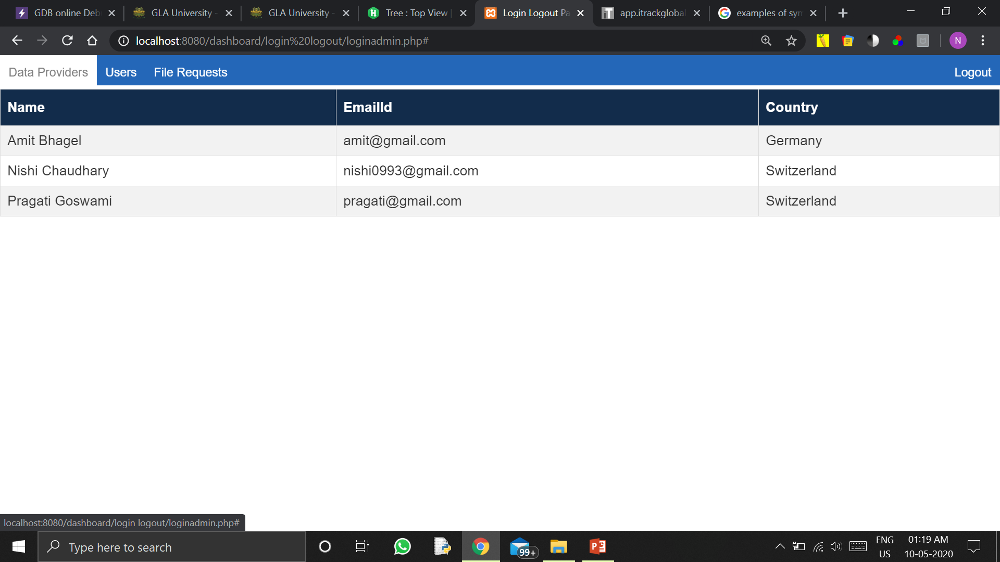 GDB online Deb
GLA University -
GLA University -
Tree : Top View |
Login Logout Pa
app.itrackglobal
examples of syn
localhost:8080/dashboard/login%20logout/loginadmin.php#
N
Data Providers Users File Requests Logout
Name EmailId Country
Amit Bhagel amit@gmail.com Germany
Nishi Chaudhary nishi0993@gmail.com Switzerland
Pragati Goswami pragati@gmail.com Switzerland
localhost:8080/dashboard/login logout/loginadmin.php#
Type here to search
99+
ENG
US
01:19 AM
10-05-2020